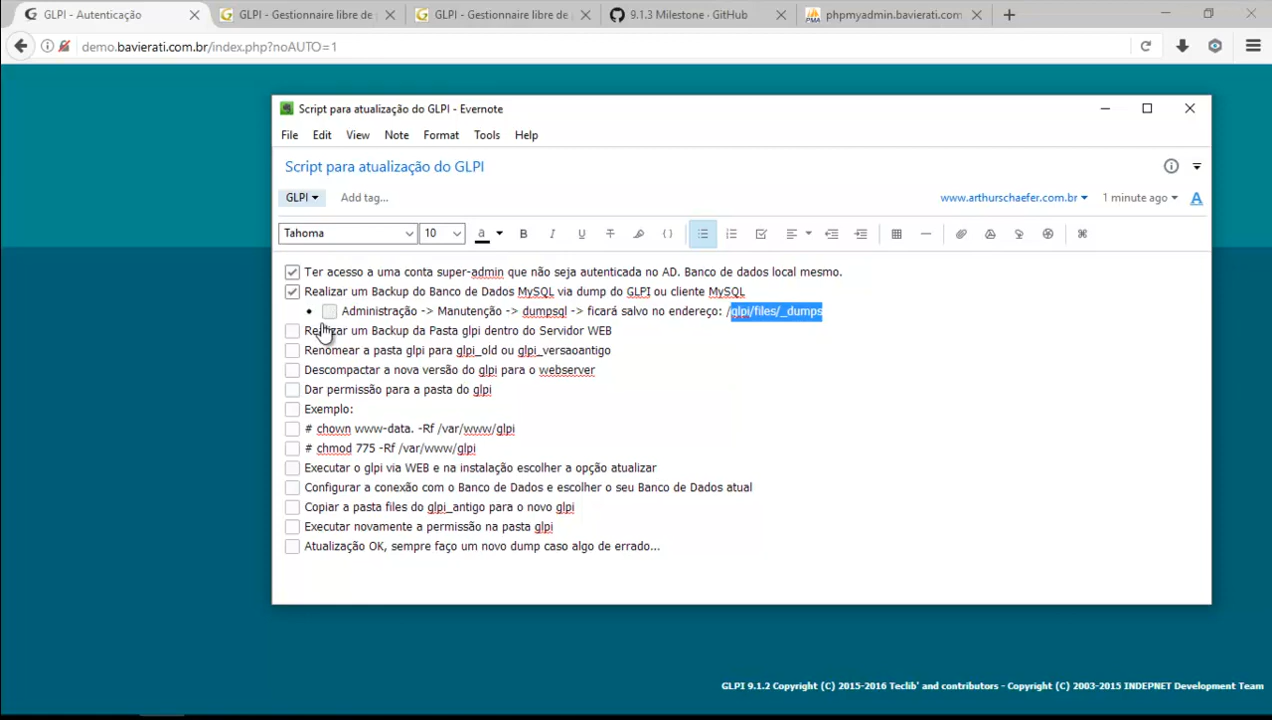 GLPI - Autenticação
GLPI - Gestionnaire libre de
GLPI - Gestionnaire libre de
9.1.3 Milestone · GitHub
phpmyadmin.bavierati.com
demo.bavierati.com.br/index.php?noAUTO=1
Script para atualização do GLPI - Evernote
File Edit View Note Format Tools Help
Script para atualização do GLPI
GLPI Add tag... www.arthurschaefer.com.br 1 minute ago
Tahoma 10
Ter acesso a uma conta super-admin que não seja autenticada no AD. Banco de dados local mesmo.
Realizar um Backup do Banco de Dados MySQL via dump do GLPI ou cliente MySQL
Administração -> Manutenção -> dumpsql -> ficará salvo no endereço: /glpi/files/_dumps
Realizar um Backup da Pasta glpi dentro do Servidor WEB
Renomear a pasta glpi para glpi_old ou glpi_versaoantigo
Descompactar a nova versão do glpi para o webserver
Dar permissão para a pasta do glpi
Exemplo:
# chown www-data. -Rf /var/www/glpi
# chmod 775 -Rf /var/www/glpi
Executar o glpi via WEB e na instalação escolher a opção atualizar
Configurar a conexão com o Banco de Dados e escolher o seu Banco de Dados atual
Copiar a pasta files do glpi_antigo para o novo glpi
Executar novamente a permissão na pasta glpi
Atualização OK, sempre faço um novo dump caso algo de errado...
GLPI 9.1.2 Copyright (C) 2015-2016 Teclib' and contributors - Copyright (C) 2003-2015 INDEPNET Development Team